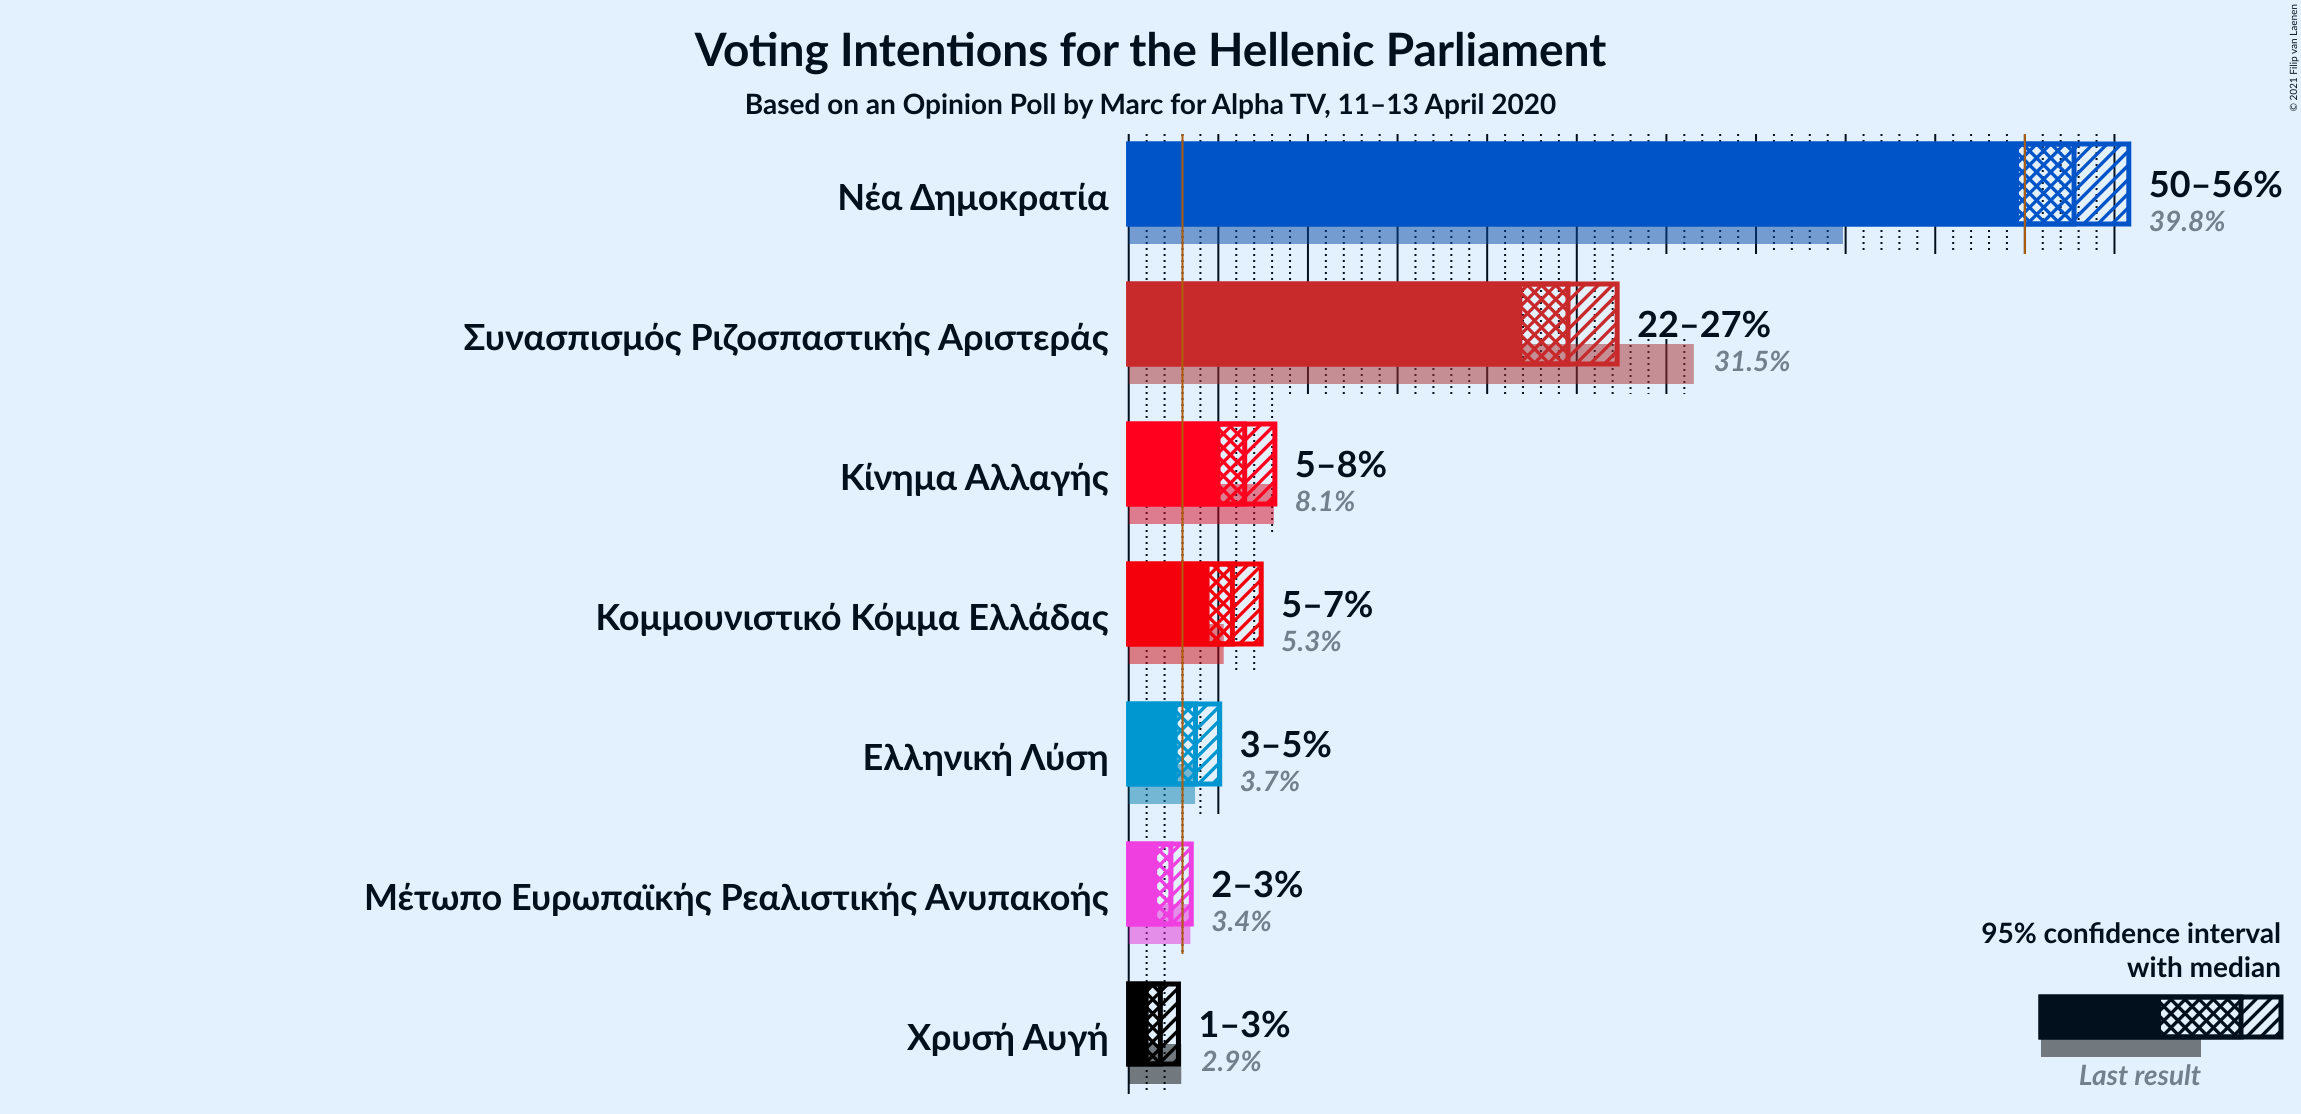 Voting Intentions for the Hellenic Parliament
Based on an Opinion Poll by Marc for Alpha TV, 11–13 April 2020
© 2021 Filip van Laenen
Νέα Δημοκρατία
50–56%
39.8%
Συνασπισμός Ριζοσπαστικής Αριστεράς
22–27%
31.5%
Κίνημα Αλλαγής
5–8%
8.1%
Κομμουνιστικό Κόμμα Ελλάδας
5–7%
5.3%
Ελληνική Λύση
3–5%
3.7%
Μέτωπο Ευρωπαϊκής Ρεαλιστικής Ανυπακοής
2–3%
3.4%
Χρυσή Αυγή
1–3%
2.9%
95% confidence interval
with median
Last result